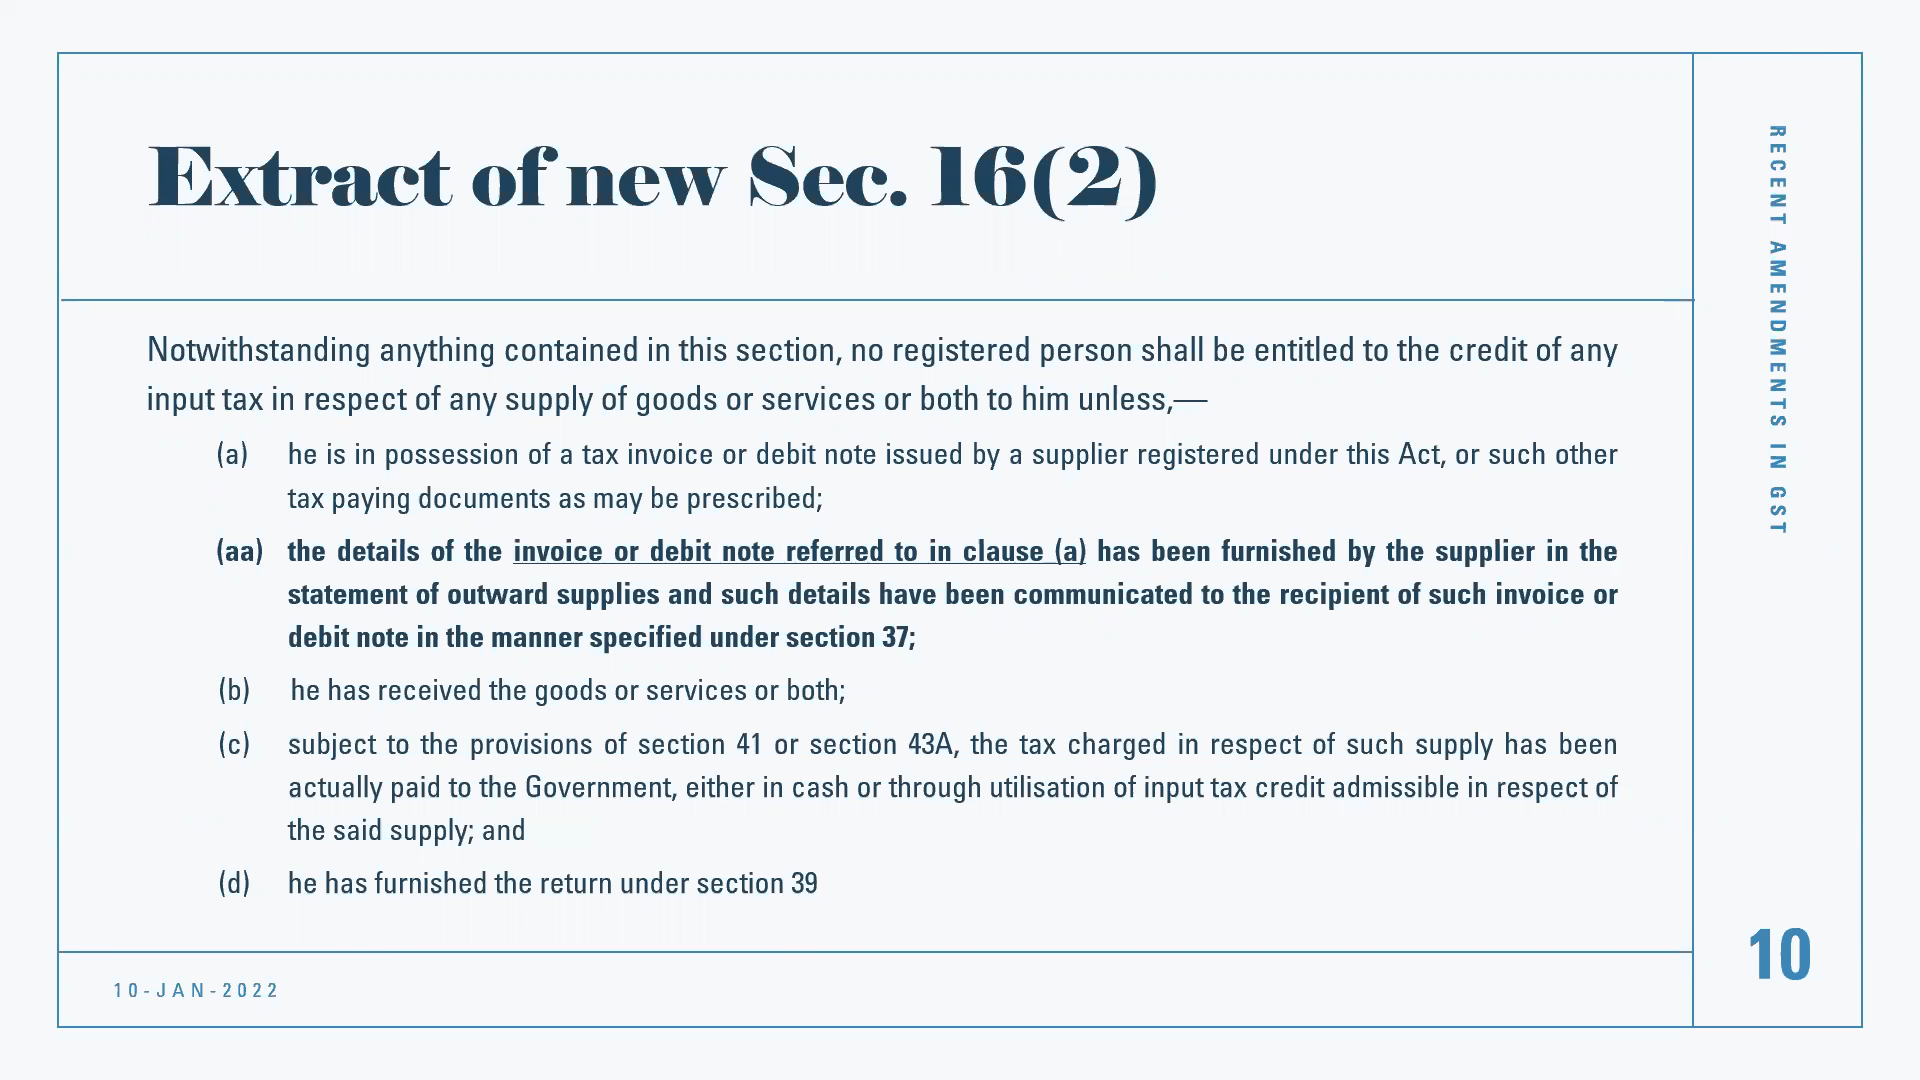 Extract of new Sec. 16(2)
Notwithstanding anything contained in this section, no registered person shall be entitled to the credit of any
input tax in respect of any supply of goods or services or both to him unless,—
(a) he is in possession of a tax invoice or debit note issued by a supplier registered under this Act, or such other
tax paying documents as may be prescribed;
(aa) the details of the invoice or debit note referred to in clause (a) has been furnished by the supplier in the
statement of outward supplies and such details have been communicated to the recipient of such invoice or
debit note in the manner specified under section 37;
(b) he has received the goods or services or both;
(c) subject to the provisions of section 41 or section 43A, the tax charged in respect of such supply has been
actually paid to the Government, either in cash or through utilisation of input tax credit admissible in respect of
the said supply; and
(d) he has furnished the return under section 39
10-JAN-2022
RECENT AMENDMENTS IN GST
10